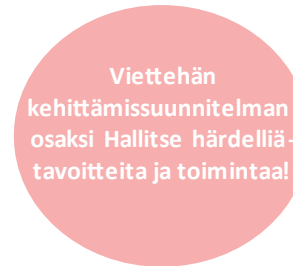 Viettehän
kehittämissuunnitelman
osaksi Hallitse härdelliä-
tavoitteita ja toimintaa!